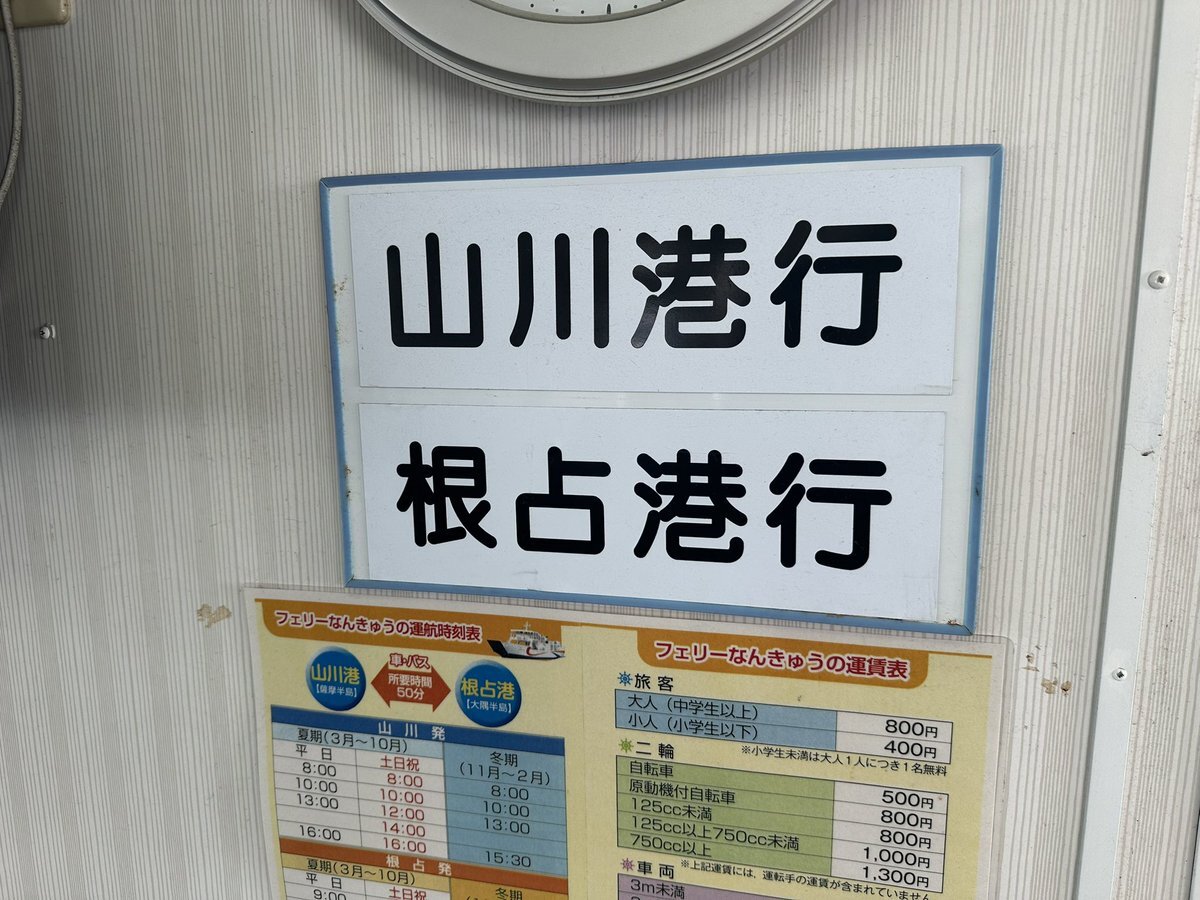 山川港行
根占港行
フェリーなんきゅうの運航時刻表
山川港
【薩摩半島】
車・バス
所要時間
50分
根占港
【大隅半島】
山川発
夏期(3月〜10月)
冬期
(11月〜2月)
平日
土日祝
8:00
8:00
8:00
10:00
10:00
10:00
13:00
12:00
13:00
14:00
16:00
16:00
15:30
根占発
夏期(3月〜10月)
冬期
平日
土日祝
9:00
フェリーなんきゅうの運賃表
旅客
大人(中学生以上) 800円
小人(小学生以下) 400円
※小学生未満は大人1人につき1名無料
二輪
自転車 500円
原動機付自転車 800円
125cc未満 800円
125cc以上750cc未満 1,000円
750cc以上 1,300円
車両
※上記運賃には、運転手の運賃が含まれていません
3m未満